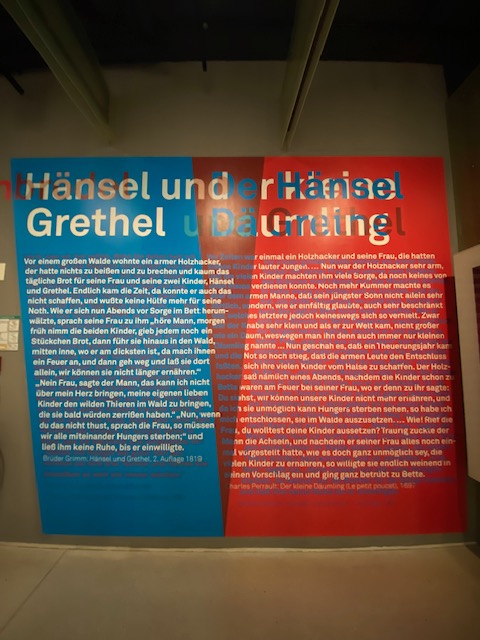 Hänsel und
Grethel
Vor einem großen Walde wohnte ein armer Holzhacker,
der hatte nichts zu beißen und zu brechen und kaum das
tägliche Brot für seine Frau und seine zwei Kinder, Hänsel
und Grethel. Endlich kam die Zeit, da konnte er auch das
nicht schaffen, und wußte keine Hülfe mehr für seine
Noth. Wie er sich nun Abends vor Sorge im Bett herum-
wälzte, sprach seine Frau zu ihm „höre Mann, morgen
früh nimm die beiden Kinder, gieb jedem noch ein
Stückchen Brot, dann führ sie hinaus in den Wald,
mitten inne, wo er am dicksten ist, da mach ihnen
ein Feuer an, und dann geh weg und laß sie dort
allein, wir können sie nicht länger ernähren.“
„Nein Frau, sagte der Mann, das kann ich nicht
über mein Herz bringen, meine eigenen lieben
Kinder den wilden Thieren im Wald zu bringen,
die sie bald würden zerrißen haben.“ „Nun, wenn
du das nicht thust, sprach die Frau, so müssen
wir alle miteinander Hungers sterben;“ und
ließ ihm keine Ruhe, bis er einwilligte.
Brüder Grimm: Hänsel und Grethel, 2. Auflage 1819
Der kleine
Däumling
einmal ein Holzhacker und seine Frau, die hatten
lauter Jungen. ... Nun war der Holzhacker sehr arm,
Kinder machten ihm viele Sorge, da noch keines von
verdienen konnte. Noch mehr Kummer machte es
armen Manne, daß sein jüngster Sohn nicht allein sehr
sondern, wie er einfältig glaubte, auch sehr beschränkt
letztere jedoch keineswegs sich so verhielt. Zwar
Knabe sehr klein und als er zur Welt kam, nicht größer
ein Daum, weswegen man ihn denn auch immer nur kleinen
nannte ... Nun geschah es, daß ein Theuerungsjahr kam
Not so hoch stieg, daß die armen Leute den Entschluss
sich ihre vielen Kinder vom Halse zu schaffen. Der Holz-
saß nämlich eines Abends, nachdem die Kinder schon zu
waren am Feuer bei seiner Frau, wo er denn zu ihr sagte:
siehst, wir können unsere Kinder nicht mehr ernähren, und
sie unmöglich kann Hungers sterben sehen, so habe ich
entschlossen, sie im Walde auszusetzen. ... Wie! Rief die
du wolltest deine Kinder aussetzen? Traurig zuckte der
die Achseln, und nachdem er seiner Frau alles noch ein-
vorgestellt hatte, wie es doch ganz unmöglich sey, die
Kinder zu ernähren, so willigte sie endlich weinend in
seinen Vorschlag ein und ging ganz betrübt zu Bette.
Charles Perrault: Der kleine Däumling (Le petit poucet),